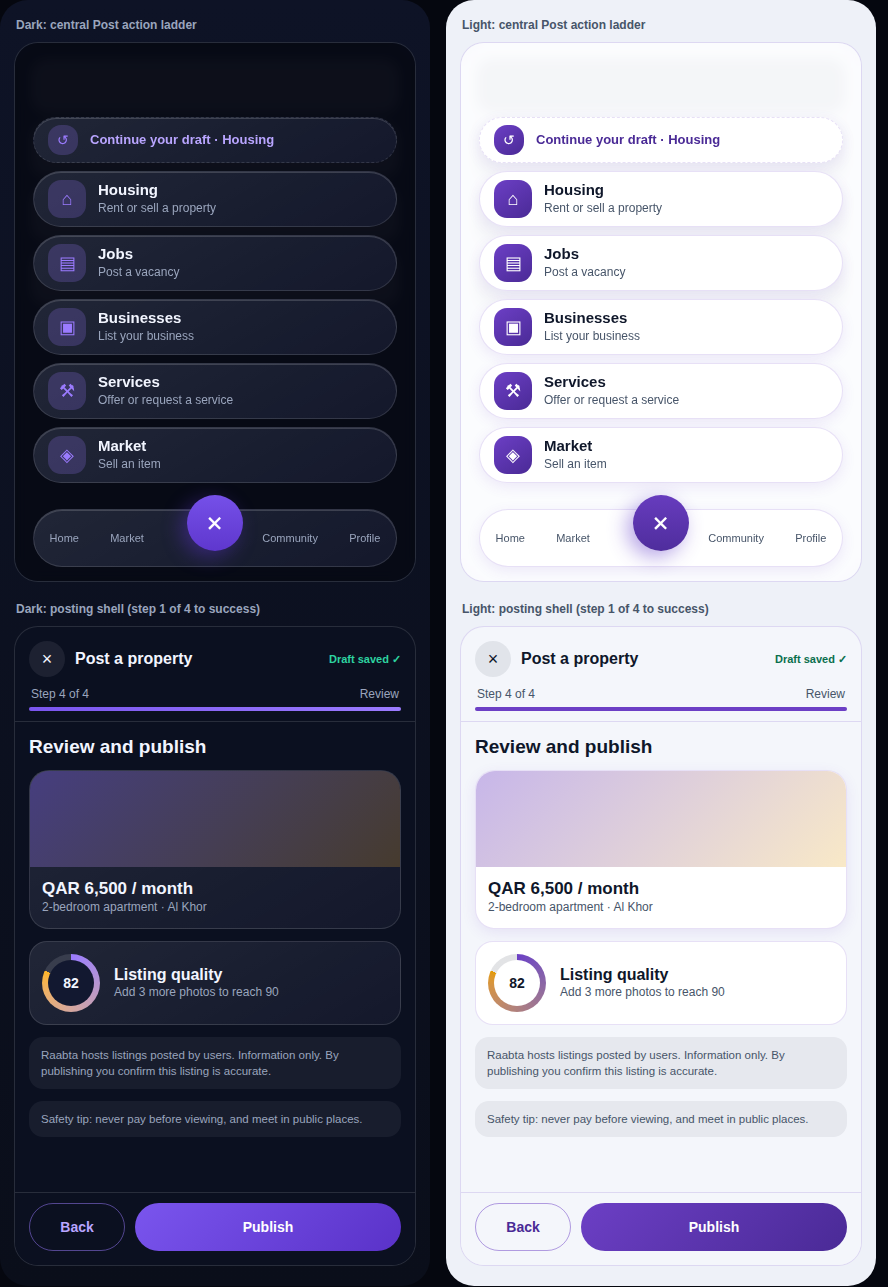 Dark: central Post action ladder
Continue your draft · Housing
Housing
Rent or sell a property
Jobs
Post a vacancy
Businesses
List your business
Services
Offer or request a service
Market
Sell an item
Home Market Community Profile
Dark: posting shell (step 1 of 4 to success)
Post a property Draft saved ✓
Step 4 of 4 Review
Review and publish
QAR 6,500 / month
2-bedroom apartment · Al Khor
82
Listing quality
Add 3 more photos to reach 90
Raabta hosts listings posted by users. Information only. By
publishing you confirm this listing is accurate.
Safety tip: never pay before viewing, and meet in public places.
Back Publish
Light: central Post action ladder
Continue your draft · Housing
Housing
Rent or sell a property
Jobs
Post a vacancy
Businesses
List your business
Services
Offer or request a service
Market
Sell an item
Home Market Community Profile
Light: posting shell (step 1 of 4 to success)
Post a property Draft saved ✓
Step 4 of 4 Review
Review and publish
QAR 6,500 / month
2-bedroom apartment · Al Khor
82
Listing quality
Add 3 more photos to reach 90
Raabta hosts listings posted by users. Information only. By
publishing you confirm this listing is accurate.
Safety tip: never pay before viewing, and meet in public places.
Back Publish